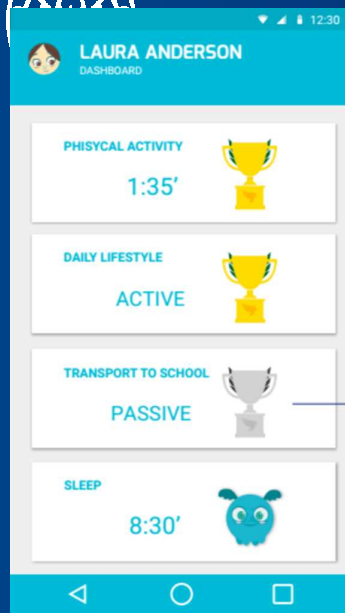 12:30
LAURA ANDERSON
DASHBOARD
PHISYCAL ACTIVITY
1:35’
DAILY LIFESTYLE
ACTIVE
TRANSPORT TO SCHOOL
PASSIVE
SLEEP
8:30’